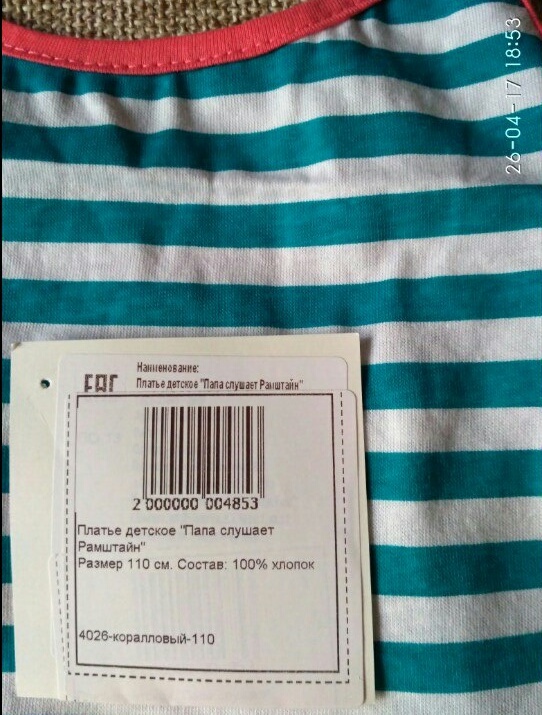 26-04-17 18:53
EAC
Наименование:
Платье детское "Папа слушает Рамштайн"
2 000000 004853
Платье детское "Папа слушает
Рамштайн"
Размер 110 см. Состав: 100% хлопок
4026-коралловый-110